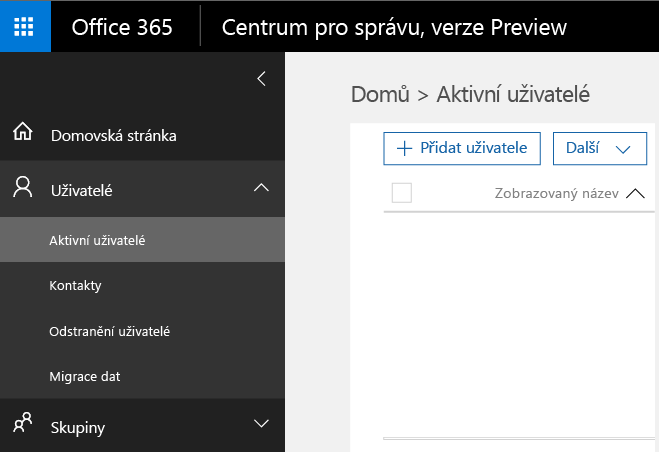 Office 365
Centrum pro správu, verze Preview
Domovská stránka
Uživatelé
Aktivní uživatelé
Kontakty
Odstranění uživatelé
Migrace dat
Skupiny
Domů > Aktivní uživatelé
+ Přidat uživatele
Další
Zobrazovaný název